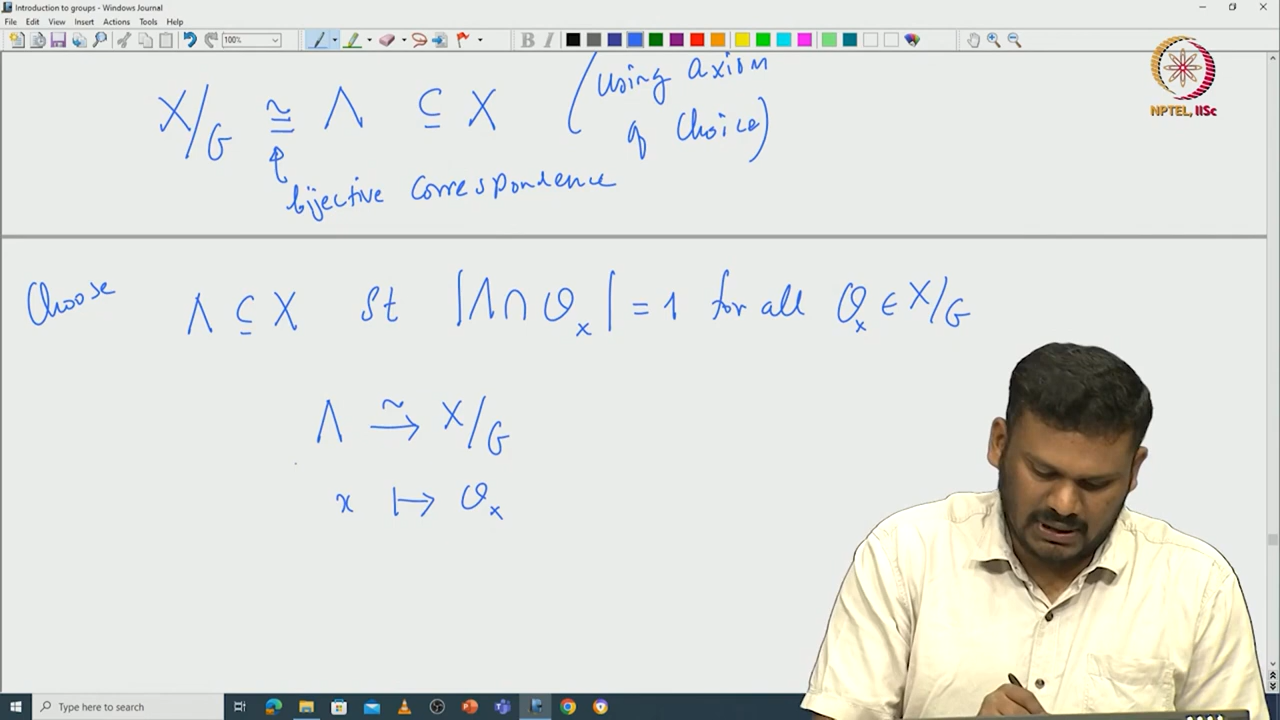 Introduction to groups - Windows Journal
File Edit View Insert Actions Tools Help
100%
B I
NPTEL, IISc
X/G ≅ Λ ⊆ X (using axiom
of choice)
bijective correspondence
Choose Λ ⊆ X St |Λ ∩ O_x| = 1 for all O_x ∈ X/G
Λ ⥲ X/G
x ↦ O_x
Type here to search